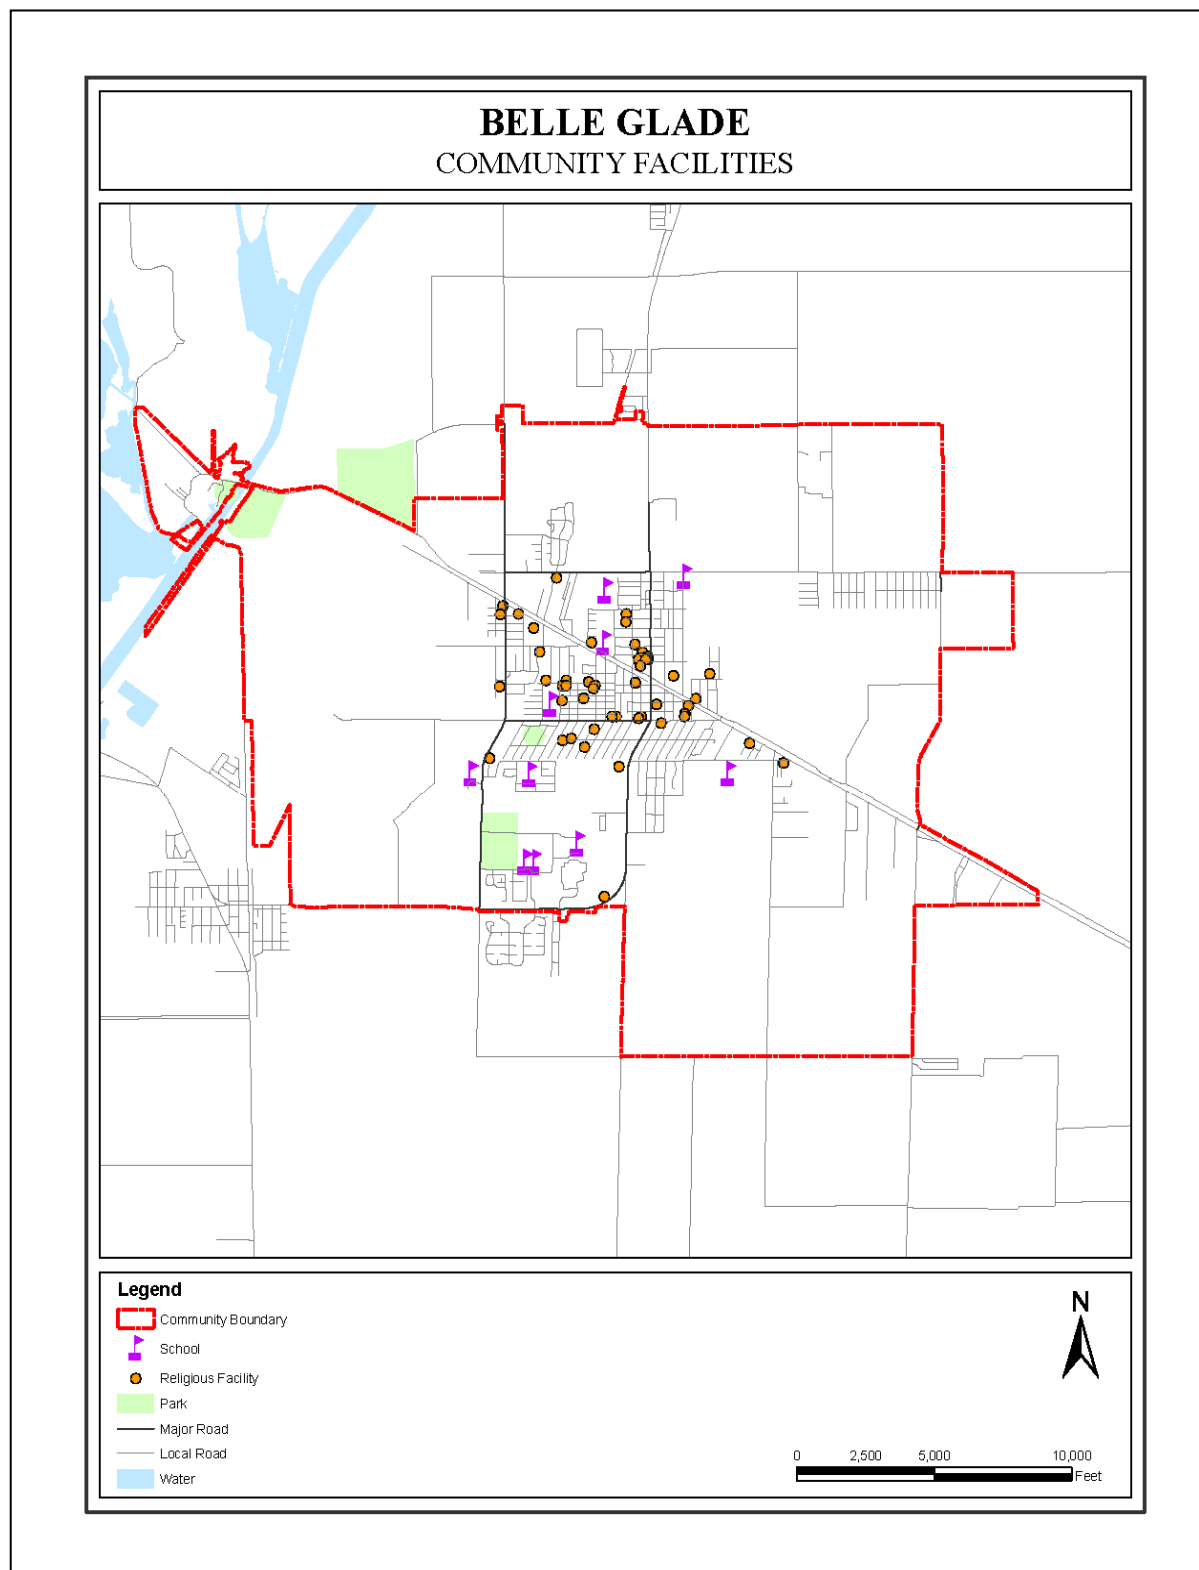 BELLE GLADE
COMMUNITY FACILITIES
Legend
Community Boundary
School
Religious Facility
Park
Major Road
Local Road
Water
N
0 2,500 5,000 10,000
Feet